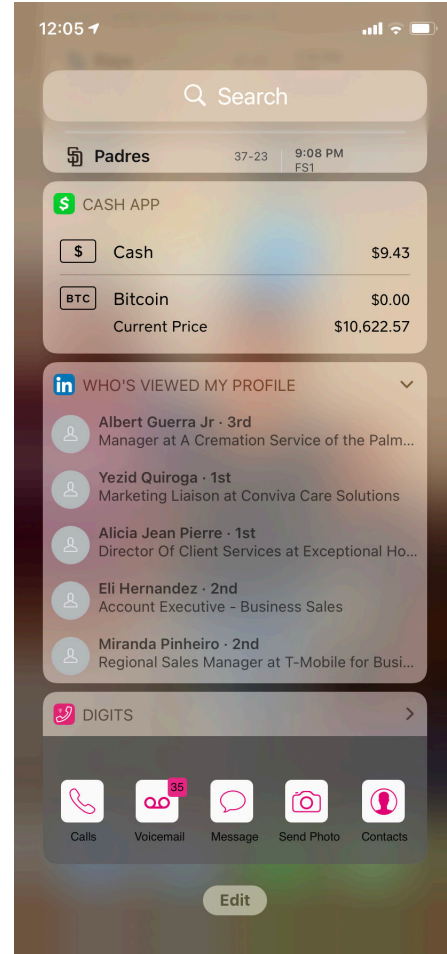 12:05
Search
Padres 37-23 9:08 PM
FS1
$ CASH APP
$ Cash $9.43
BTC Bitcoin $0.00
Current Price $10,622.57
in WHO'S VIEWED MY PROFILE
Albert Guerra Jr · 3rd
Manager at A Cremation Service of the Palm...
Yezid Quiroga · 1st
Marketing Liaison at Conviva Care Solutions
Alicia Jean Pierre · 1st
Director Of Client Services at Exceptional Ho...
Eli Hernandez · 2nd
Account Executive - Business Sales
Miranda Pinheiro · 2nd
Regional Sales Manager at T-Mobile for Busi...
DIGITS
35
Calls Voicemail Message Send Photo Contacts
Edit